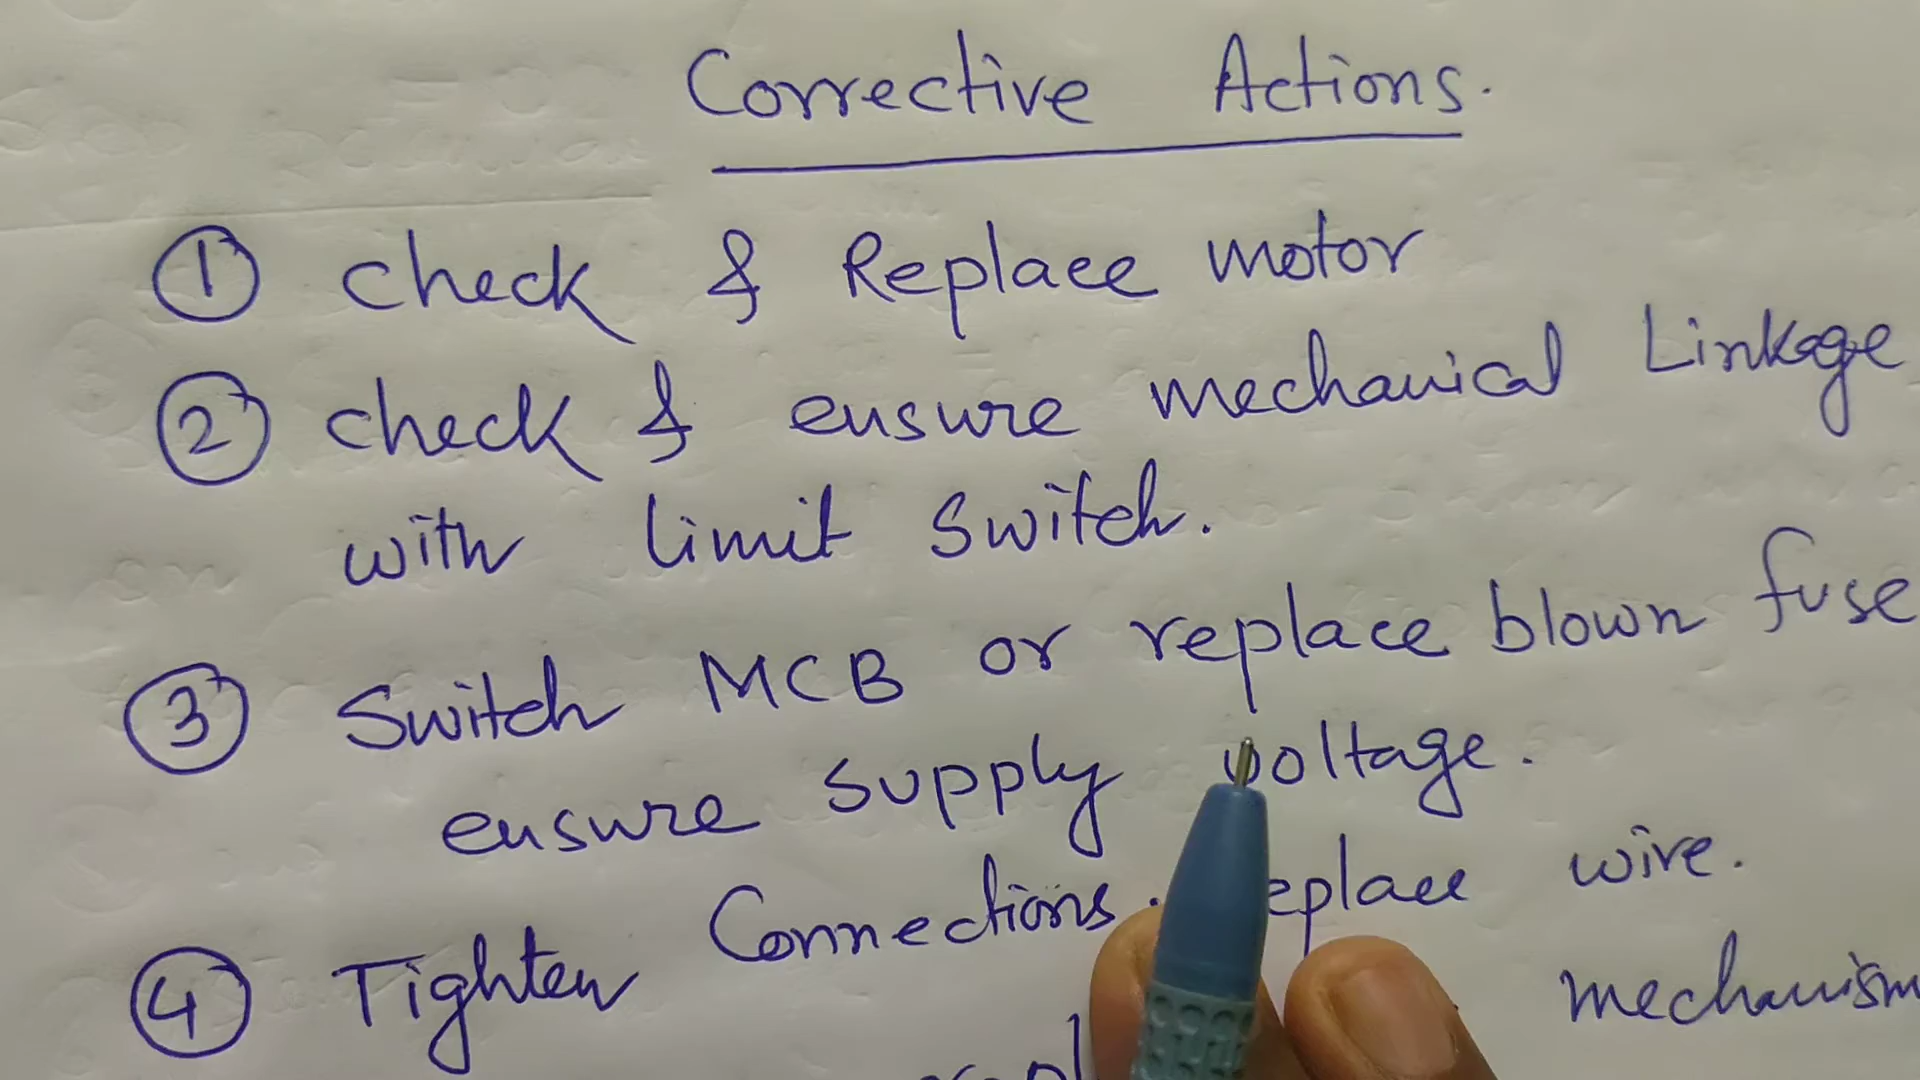 Corrective Actions.
① check & Replace motor
② check & ensure mechanical Linkage
with limit switch.
③ Switch MCB or replace blown fuse
ensure supply voltage.
④ Tighten Connections. eplace wire.
mechanism